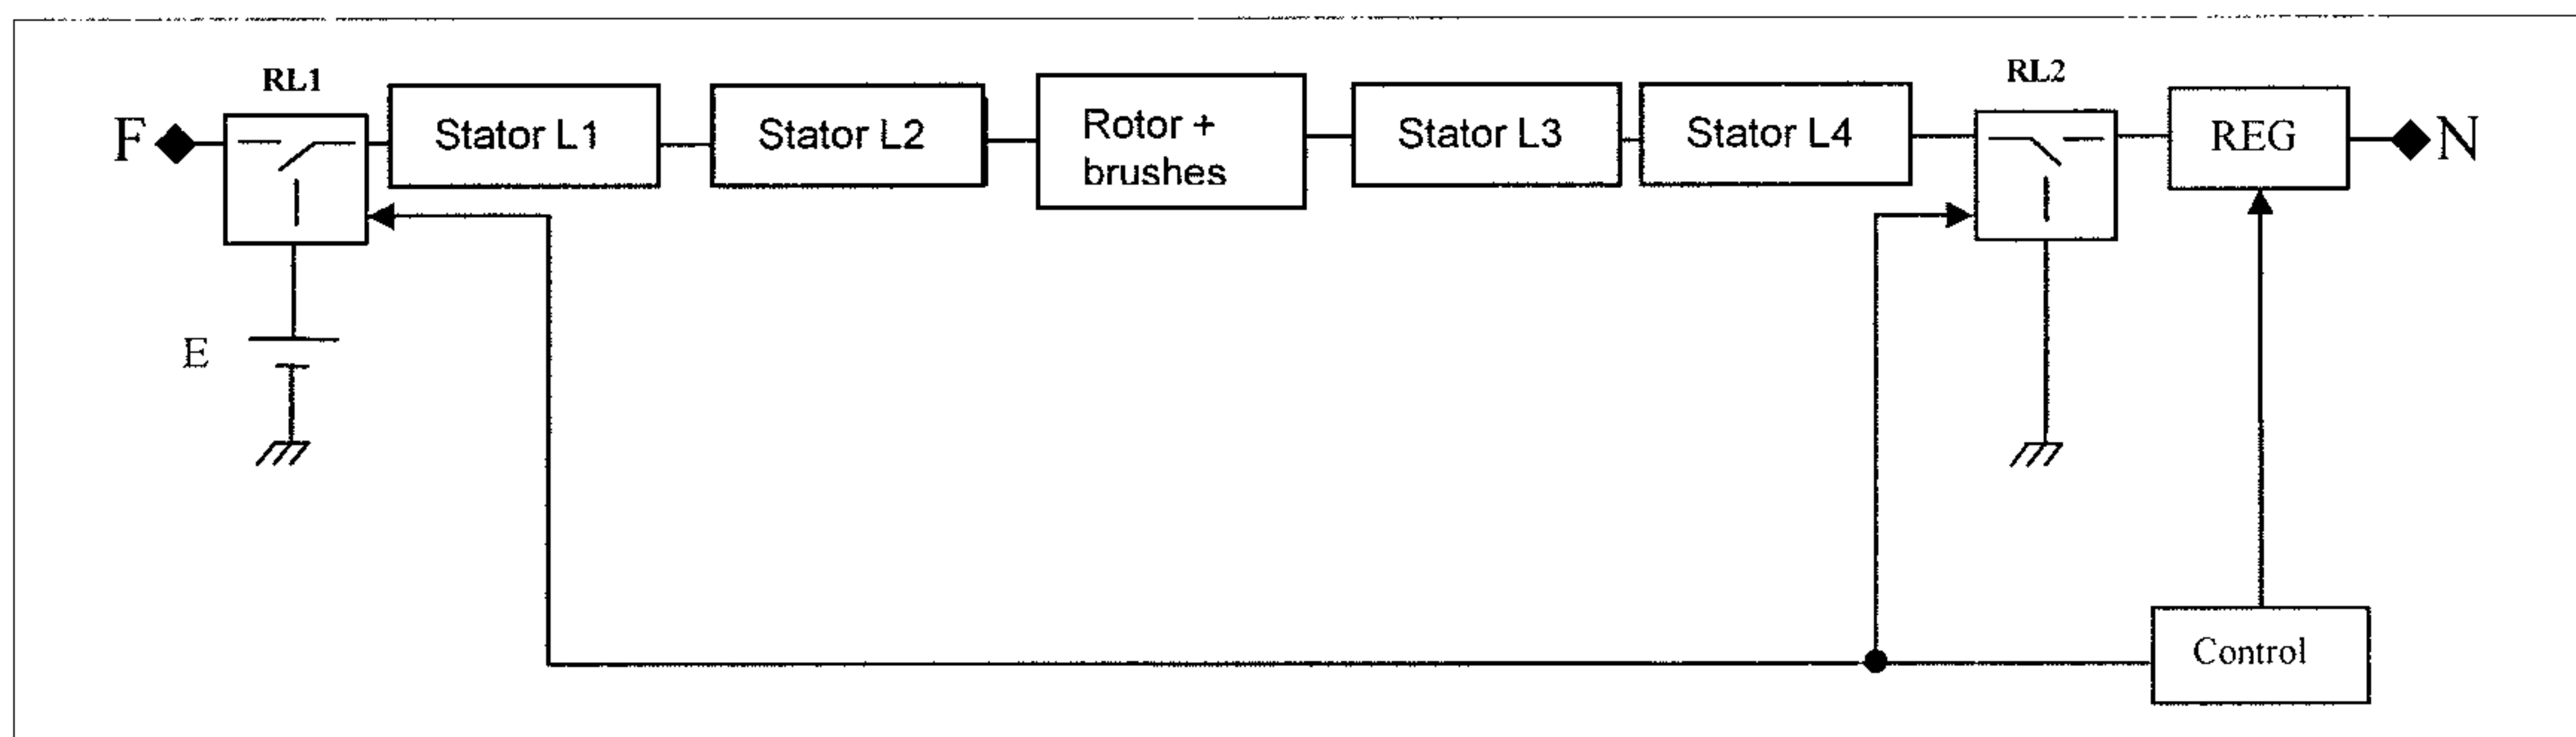 RL1
RL2
F
Stator L1
Stator L2
Rotor +
brushes
Stator L3
Stator L4
REG
N
E
Control